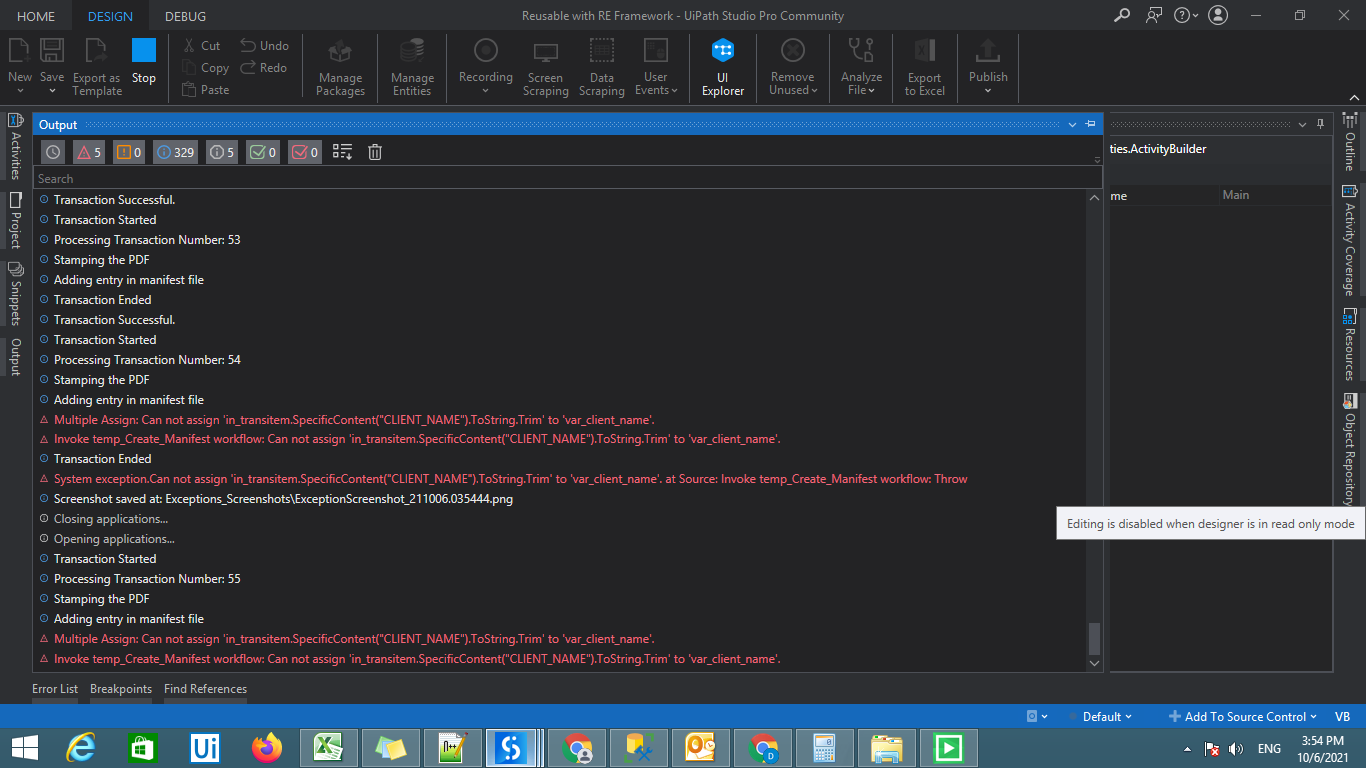 HOME DESIGN DEBUG Reusable with RE Framework - UiPath Studio Pro Community
New Save Export as Template Stop
Cut Undo
Copy Redo
Paste
Manage Packages
Manage Entities
Recording
Screen Scraping
Data Scraping
User Events
UI Explorer
Remove Unused
Analyze File
Export to Excel
Publish
Activities
Project
Snippets
Output
Output
5 0 329 5 0 0
Search
Transaction Successful.
Transaction Started
Processing Transaction Number: 53
Stamping the PDF
Adding entry in manifest file
Transaction Ended
Transaction Successful.
Transaction Started
Processing Transaction Number: 54
Stamping the PDF
Adding entry in manifest file
Multiple Assign: Can not assign 'in_transitem.SpecificContent("CLIENT_NAME").ToString.Trim' to 'var_client_name'.
Invoke temp_Create_Manifest workflow: Can not assign 'in_transitem.SpecificContent("CLIENT_NAME").ToString.Trim' to 'var_client_name'.
Transaction Ended
System exception.Can not assign 'in_transitem.SpecificContent("CLIENT_NAME").ToString.Trim' to 'var_client_name'. at Source: Invoke temp_Create_Manifest workflow: Throw
Screenshot saved at: Exceptions_Screenshots\ExceptionScreenshot_211006.035444.png
Closing applications...
Opening applications...
Transaction Started
Processing Transaction Number: 55
Stamping the PDF
Adding entry in manifest file
Multiple Assign: Can not assign 'in_transitem.SpecificContent("CLIENT_NAME").ToString.Trim' to 'var_client_name'.
Invoke temp_Create_Manifest workflow: Can not assign 'in_transitem.SpecificContent("CLIENT_NAME").ToString.Trim' to 'var_client_name'.
ties.ActivityBuilder
me Main
Outline
Activity Coverage
Resources
Object Repository
Editing is disabled when designer is in read only mode
Error List Breakpoints Find References
Default Add To Source Control VB
ENG
3:54 PM
10/6/2021